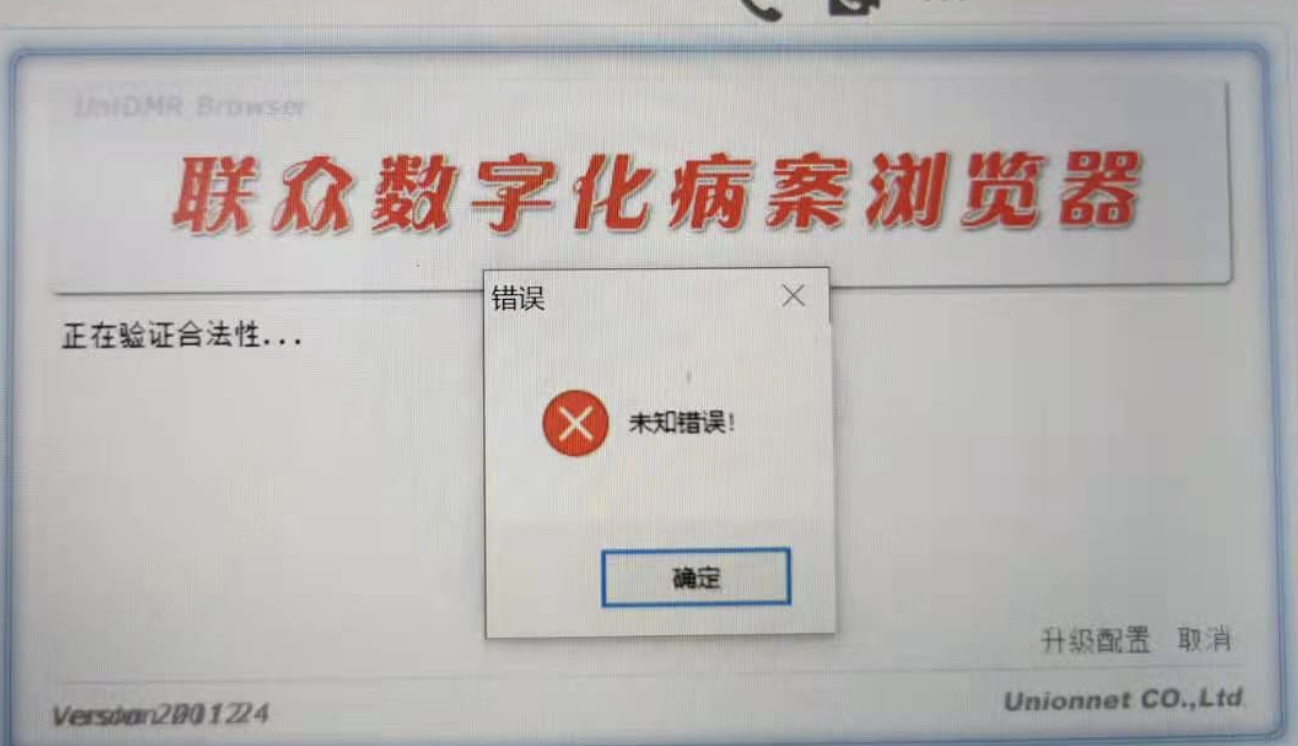 UniDMR Browser
联众数字化病案浏览器
错误
正在验证合法性...
未知错误!
确定
升级配置 取消
Unionnet CO.,Ltd